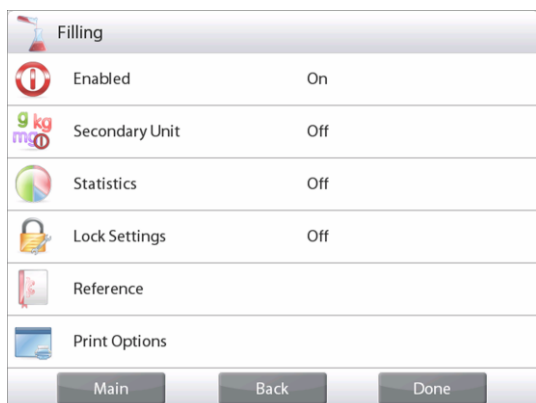 Filling
Enabled On
g kg
mg
Secondary Unit Off
Statistics Off
Lock Settings Off
Reference
Print Options
Main Back Done